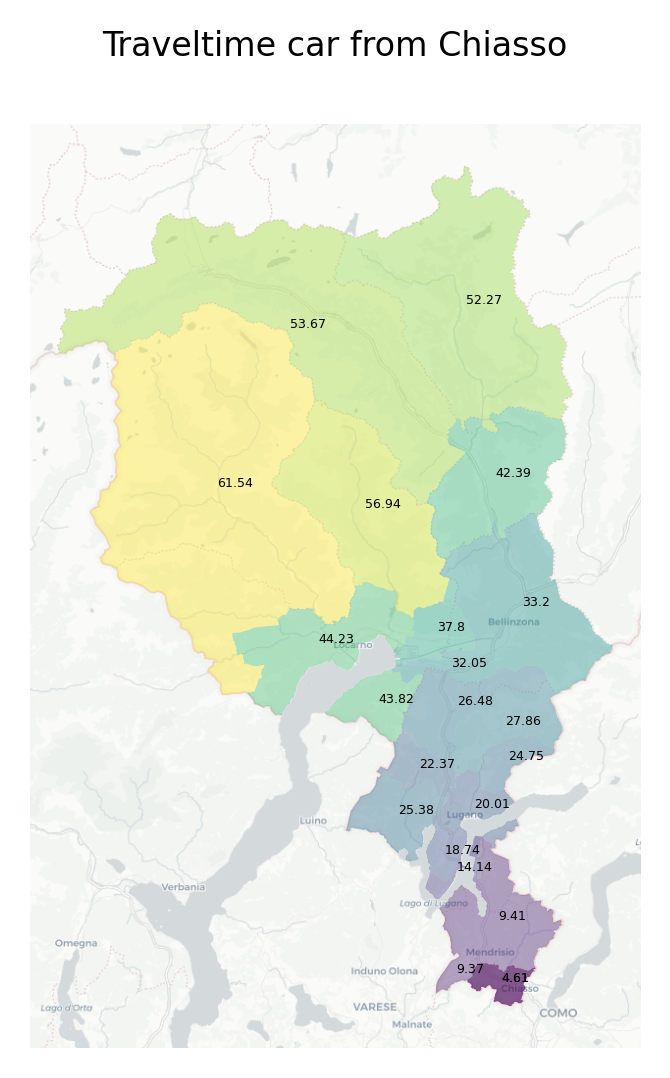 Traveltime car from Chiasso
52.27
53.67
42.39
61.54
56.94
33.2
Bellinzona
37.8
44.23
Locarno
32.05
43.82
26.48
27.86
24.75
22.37
20.01
25.38
Lugano
Luino
18.74
14.14
Verbania
Lago di Lugano
9.41
Omegna
Mendrisio
9.37
Induno Olona
4.61
Chiasso
Lago d'Orta
VARESE
COMO
Malnate